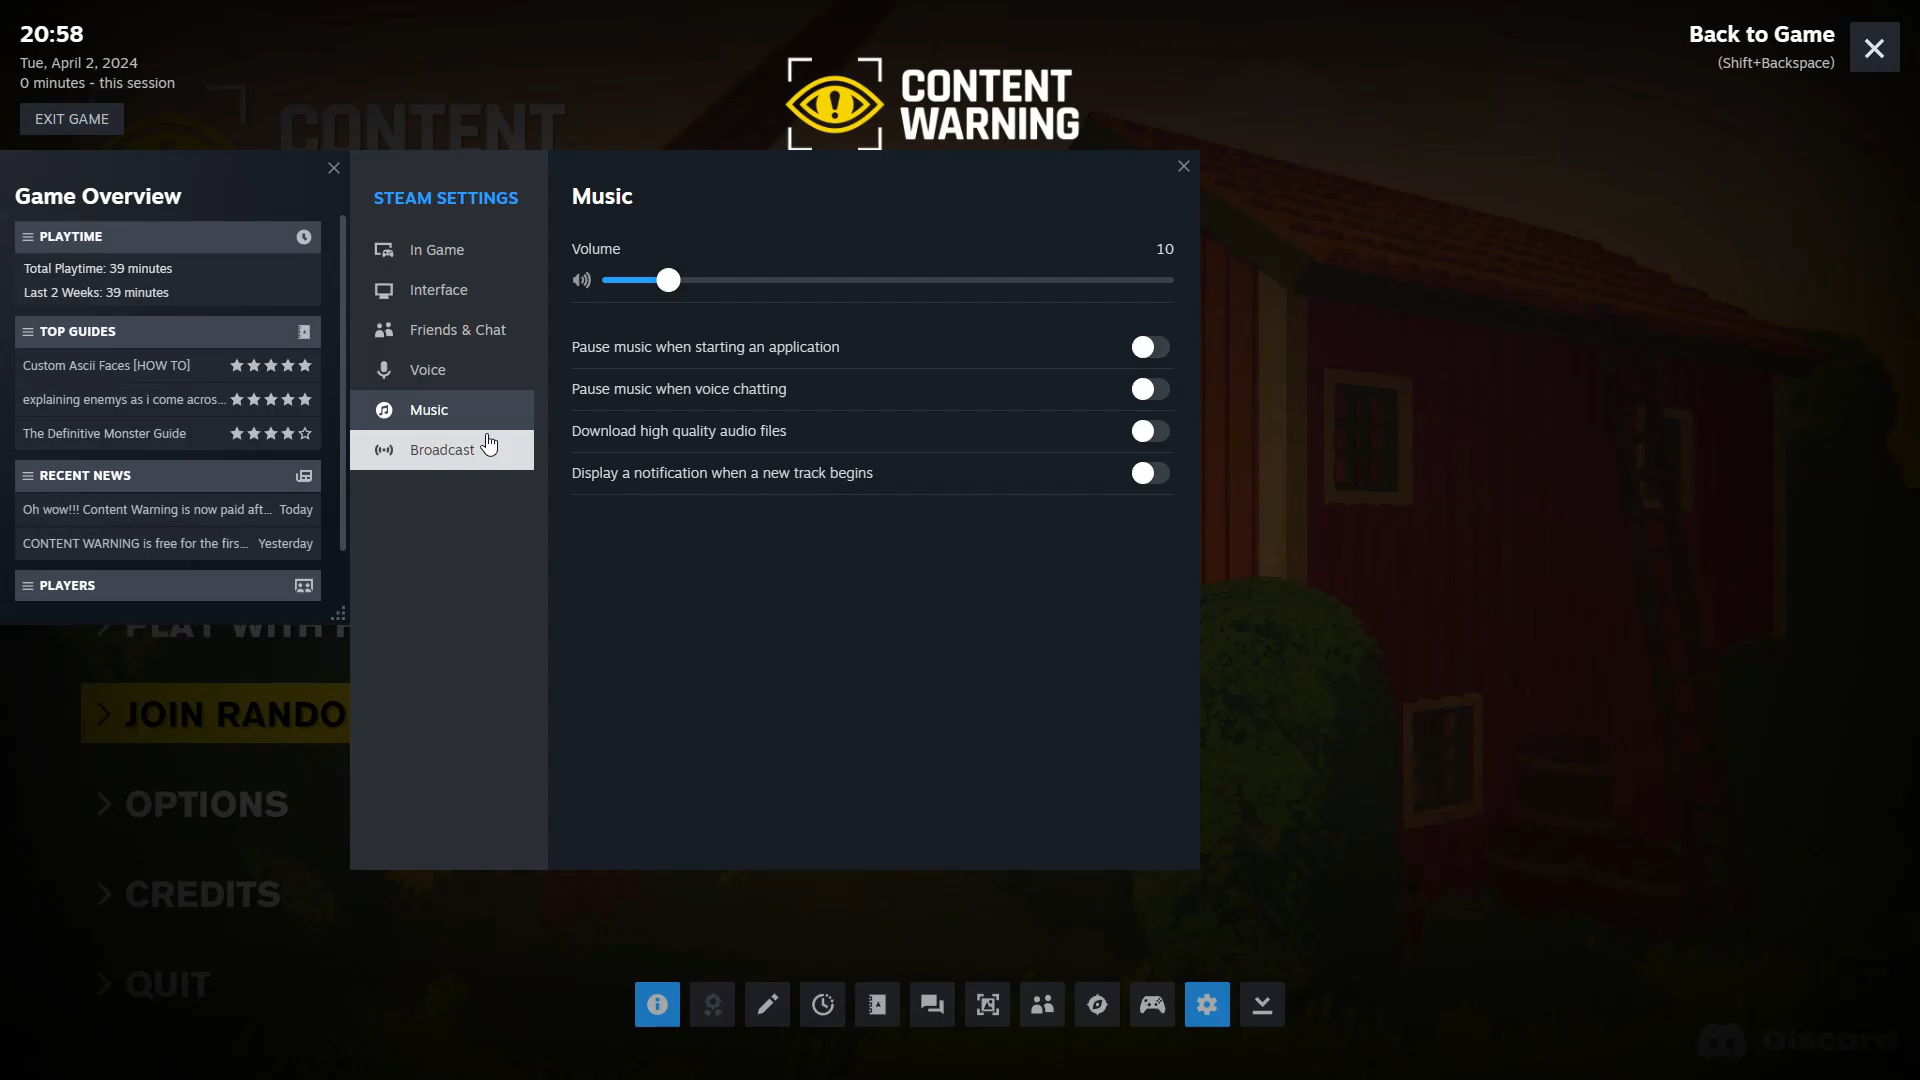 20:58
Tue, April 2, 2024
0 minutes - this session
EXIT GAME
CONTENT
CONTENT
WARNING
Back to Game
(Shift+Backspace)
Game Overview
PLAYTIME
Total Playtime: 39 minutes
Last 2 Weeks: 39 minutes
TOP GUIDES
Custom Ascii Faces [HOW TO]
explaining enemys as i come acros...
The Definitive Monster Guide
RECENT NEWS
Oh wow!!! Content Warning is now paid aft... Today
CONTENT WARNING is free for the firs... Yesterday
PLAYERS
STEAM SETTINGS
In Game
Interface
Friends & Chat
Voice
Music
Broadcast
Music
Volume 10
Pause music when starting an application
Pause music when voice chatting
Download high quality audio files
Display a notification when a new track begins
PLAY WITH
JOIN RANDO
OPTIONS
CREDITS
QUIT
Discord